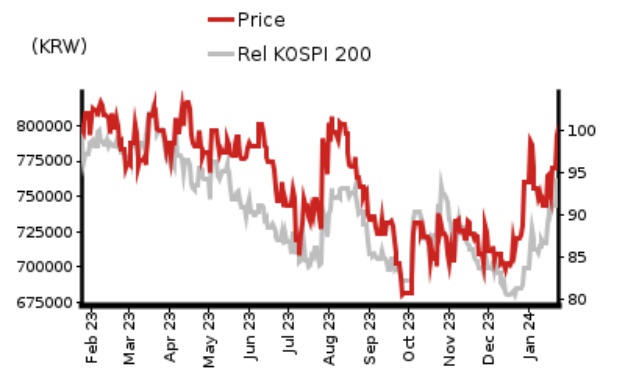 Price
(KRW)
Rel KOSPI 200
800000
775000
750000
725000
700000
675000
100
95
90
85
80
Feb 23
Mar 23
Apr 23
May 23
Jun 23
Jul 23
Aug 23
Sep 23
Oct 23
Nov 23
Dec 23
Jan 24